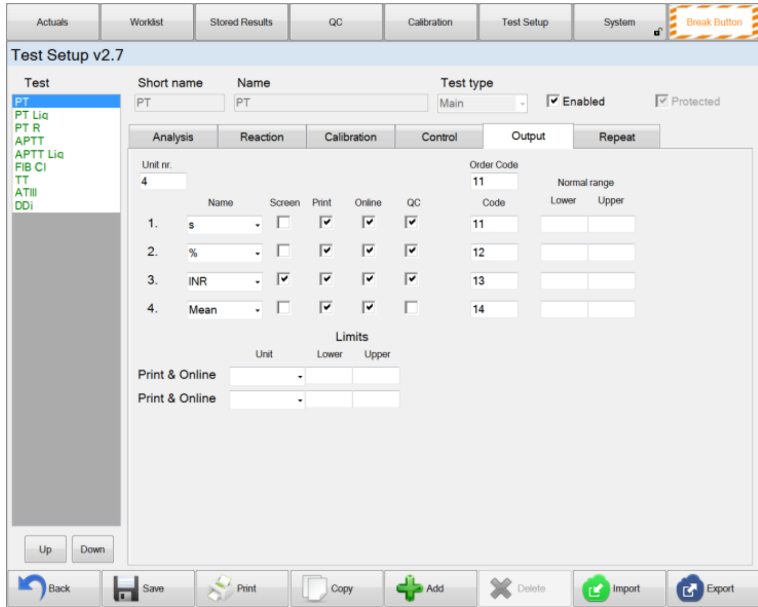 Actuals Worklist Stored Results QC Calibration Test Setup System Break Button
Test Setup v2.7
Test Short name Name Test type
PT PT Main Enabled Protected
PT
PT Liq
PT R
APTT
APTT Liq
FIB Cl
TT
ATIII
DDi
Analysis Reaction Calibration Control Output Repeat
Unit nr. Order Code
4 11 Normal range
Name Screen Print Online QC Code Lower Upper
1. s 11
2. % 12
3. INR 13
4. Mean 14
Limits
Unit Lower Upper
Print & Online
Print & Online
Up Down
Back Save Print Copy Add Delete Import Export